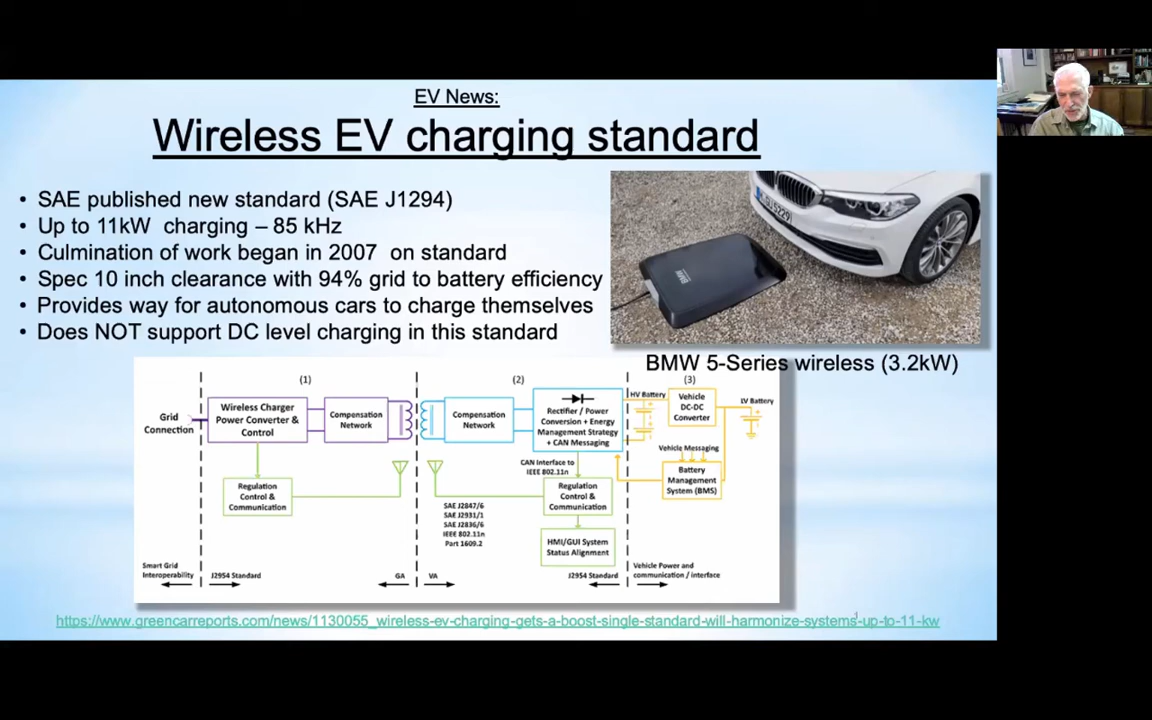 EV News:
Wireless EV charging standard
• SAE published new standard (SAE J1294)
• Up to 11kW charging – 85 kHz
• Culmination of work began in 2007 on standard
• Spec 10 inch clearance with 94% grid to battery efficiency
• Provides way for autonomous cars to charge themselves
• Does NOT support DC level charging in this standard
BMW
BMW 5-Series wireless (3.2kW)
(1)
(2)
(3)
Grid
Connection
Wireless Charger
Power Converter &
Control
Compensation
Network
Compensation
Network
Rectifier / Power
Conversion + Energy
Management Strategy
+ CAN Messaging
HV Battery
Vehicle
DC-DC
Converter
LV Battery
Vehicle Messaging
Battery
Management
System (BMS)
CAN Interface to
IEEE 802.11n
Regulation
Control &
Communication
Regulation
Control &
Communication
SAE J2847/6
SAE J2931/1
SAE J2836/6
IEEE 802.11n
Part 1609.2
HMI/GUI System
Status Alignment
Smart Grid
Interoperability
J2954 Standard
GA
VA
J2954 Standard
Vehicle Power and
communication / interface
1
https://www.greencarreports.com/news/1130055_wireless-ev-charging-gets-a-boost-single-standard-will-harmonize-systems-up-to-11-kw